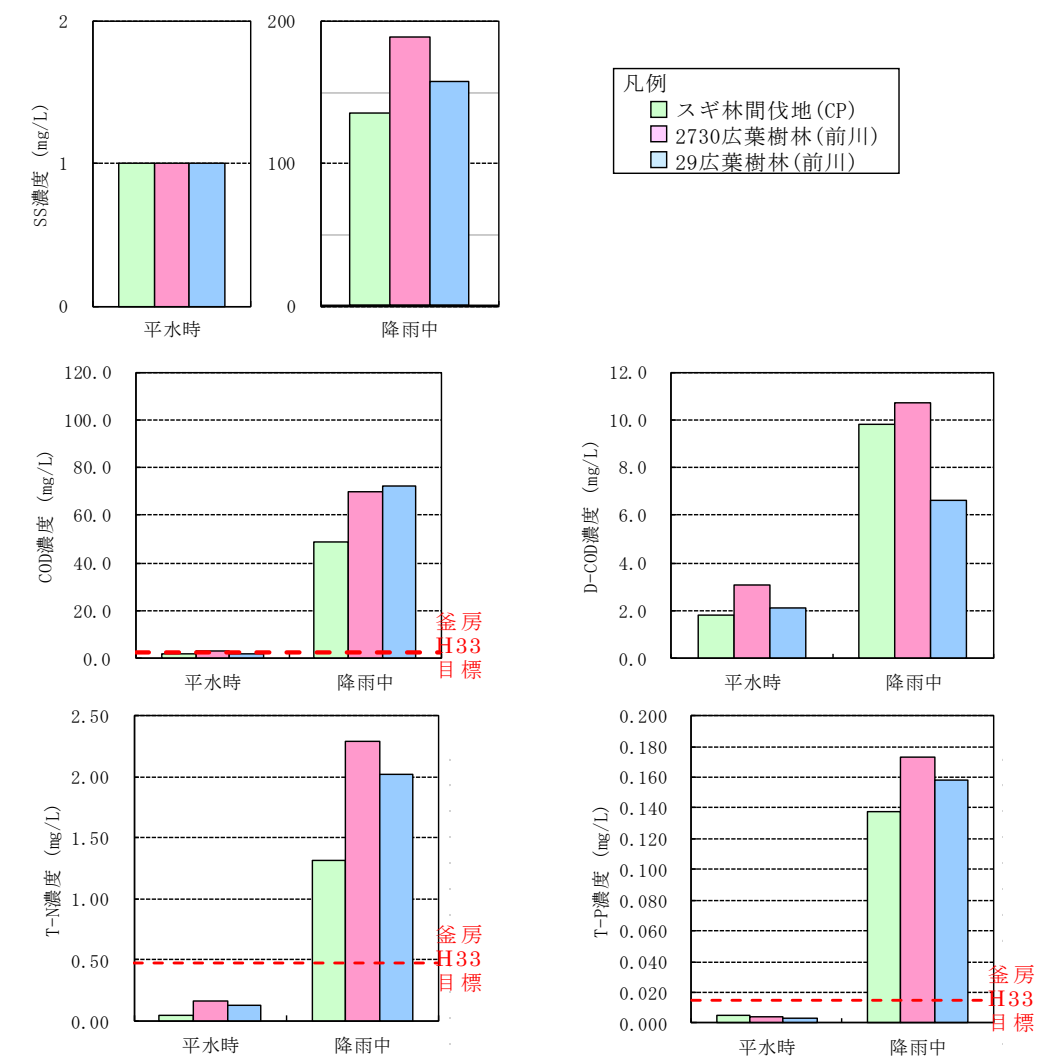 2
1
0
SS濃度 (mg/L)
平水時
200
100
0
降雨中
凡例
スギ林間伐地(CP)
2730広葉樹林(前川)
29広葉樹林(前川)
120.0
100.0
80.0
60.0
40.0
20.0
0.0
COD濃度 (mg/L)
平水時
降雨中
釜房
H33
目標
12.0
10.0
8.0
6.0
4.0
2.0
0.0
D-COD濃度 (mg/L)
平水時
降雨中
2.50
2.00
1.50
1.00
0.50
0.00
T-N濃度 (mg/L)
平水時
降雨中
釜房
H33
目標
0.200
0.180
0.160
0.140
0.120
0.100
0.080
0.060
0.040
0.020
0.000
T-P濃度 (mg/L)
平水時
降雨中
釜房
H33
目標